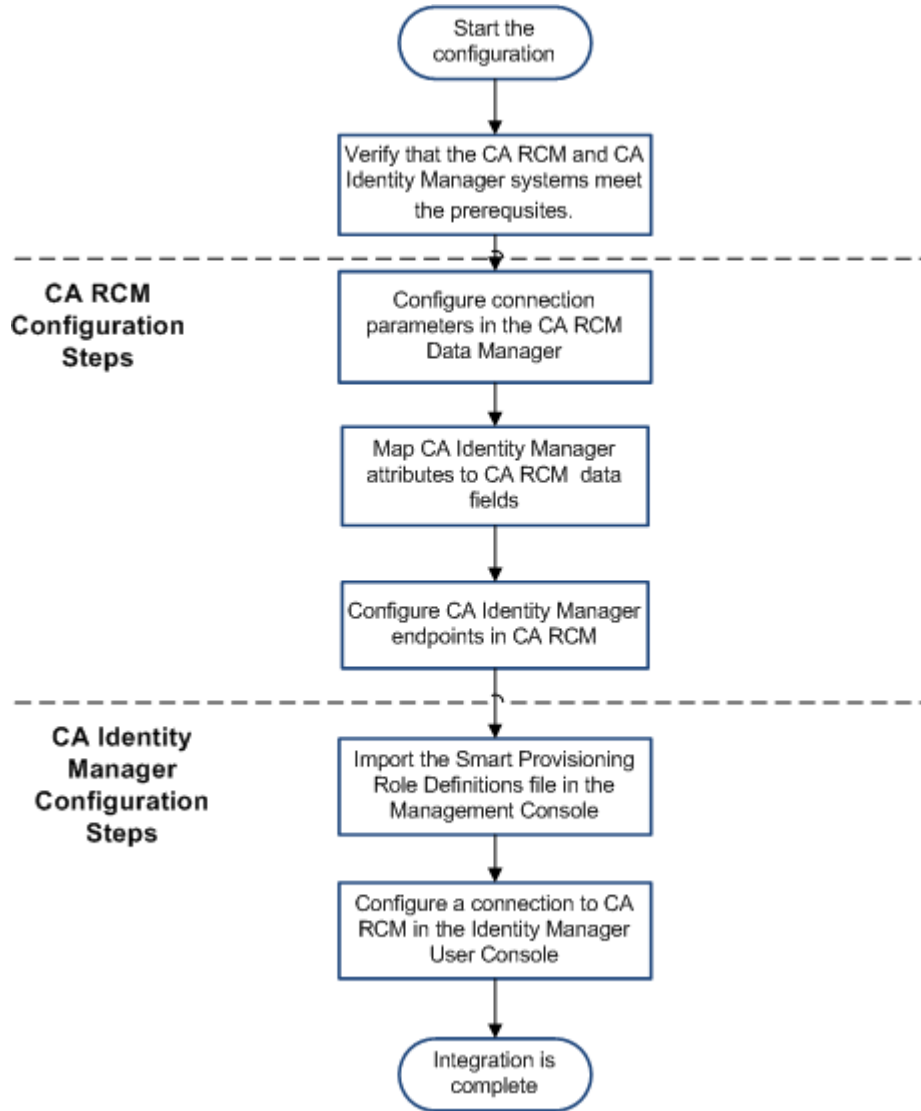 Start the
configuration
Verify that the CA RCM and CA
Identity Manager systems meet
the prerequsites.
CA RCM
Configuration
Steps
Configure connection
parameters in the CA RCM
Data Manager
Map CA Identity Manager
attributes to CA RCM data
fields
Configure CA Identity Manager
endpoints in CA RCM
CA Identity
Manager
Configuration
Steps
Import the Smart Provisioning
Role Definitions file in the
Management Console
Configure a connection to CA
RCM in the Identity Manager
User Console
Integration is
complete